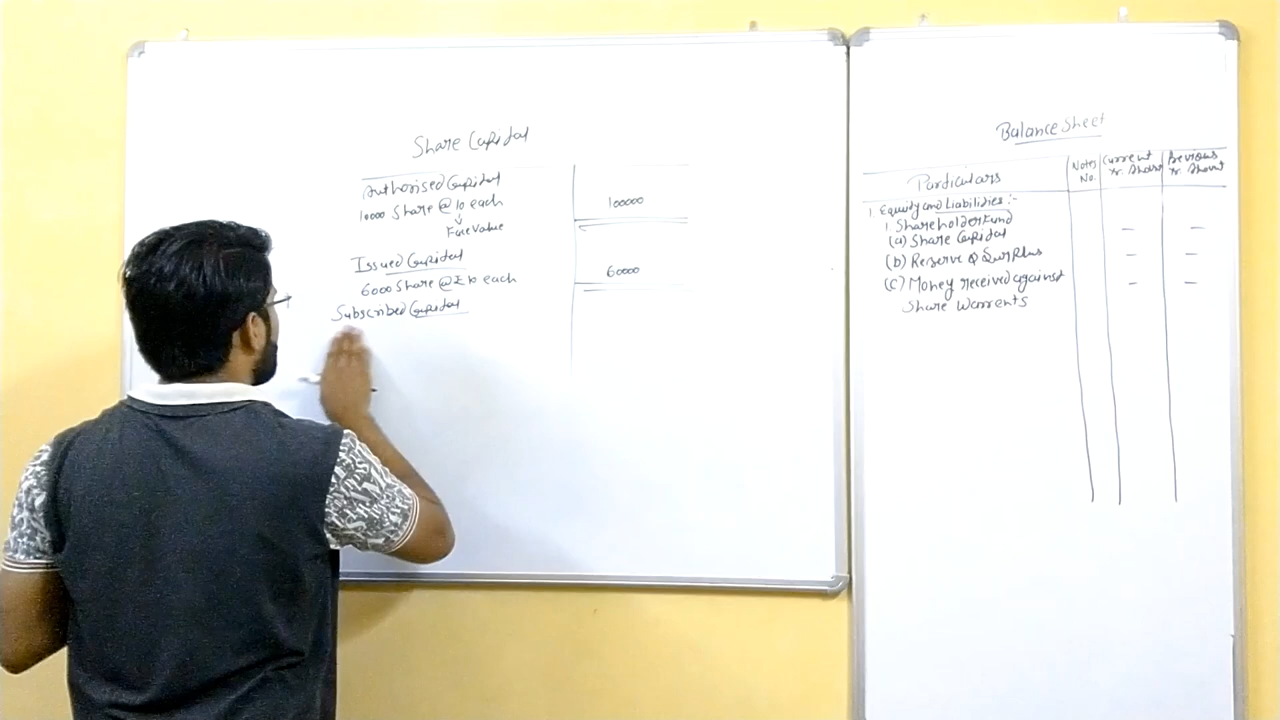 Share Capital
Authorised Capital
10000 Share @ 10 each
100000
Face value
Issued Capital
6000 Share @ ₹ 10 each
60000
Subscribed Capital
Balance Sheet
Particulars
Notes No.
Current Yr. Amount
Previous Yr. Amount
1. Equity and Liabilities :-
1. Shareholder Fund
(a) Share Capital
(b) Reserve & Surplus
(c) Money received against
Share Warrents